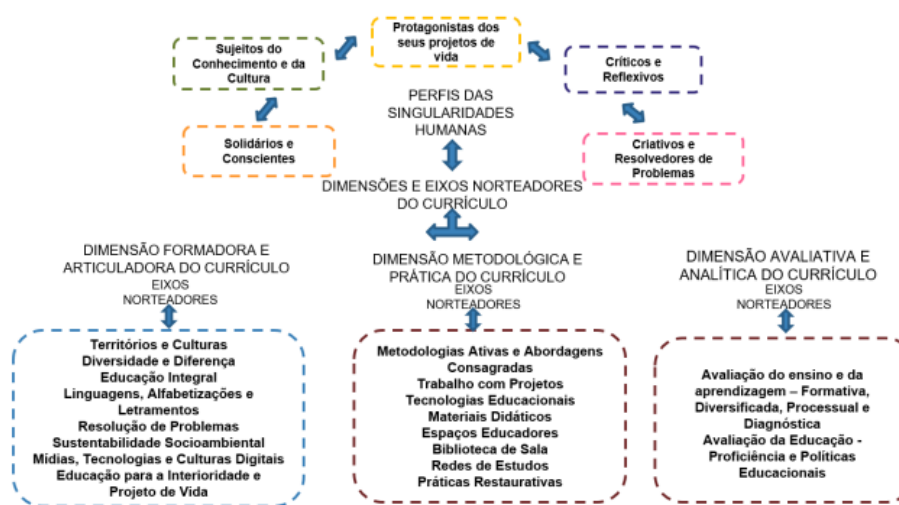 Protagonistas dos
seus projetos de
vida
Sujeitos do
Conhecimento e da
Cultura
Críticos e
Reflexivos
Solidários e
Conscientes
PERFIS DAS
SINGULARIDADES
HUMANAS
Criativos e
Resolvedores de
Problemas
DIMENSÕES E EIXOS NORTEADORES
DO CURRÍCULO
DIMENSÃO FORMADORA E
ARTICULADORA DO CURRÍCULO
EIXOS
NORTEADORES
Territórios e Culturas
Diversidade e Diferença
Educação Integral
Linguagens, Alfabetizações e
Letramentos
Resolução de Problemas
Sustentabilidade Socioambiental
Mídias, Tecnologias e Culturas Digitais
Educação para a Interioridade e
Projeto de Vida
DIMENSÃO METODOLÓGICA E
PRÁTICA DO CURRÍCULO
EIXOS
NORTEADORES
Metodologias Ativas e Abordagens
Consagradas
Trabalho com Projetos
Tecnologias Educacionais
Materiais Didáticos
Espaços Educadores
Biblioteca de Sala
Redes de Estudos
Práticas Restaurativas
DIMENSÃO AVALIATIVA E
ANALÍTICA DO CURRÍCULO
EIXOS
NORTEADORES
Avaliação do ensino e da
aprendizagem – Formativa,
Diversificada, Processual e
Diagnóstica
Avaliação da Educação -
Proficiência e Políticas
Educacionais